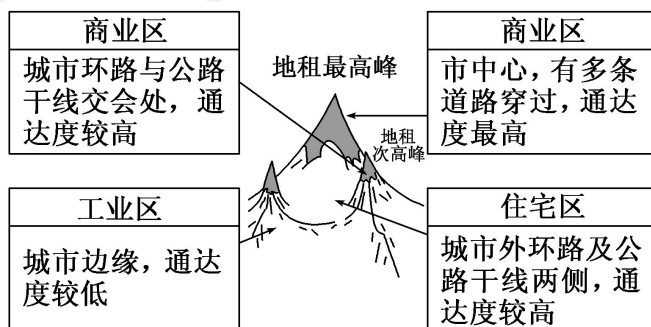 商业区
城市环路与公路
干线交会处，通
达度较高
地租最高峰
商业区
市中心，有多条
道路穿过，通达
度最高
地租
次高峰
工业区
城市边缘，通达
度较低
住宅区
城市外环路及公
路干线两侧，通
达度较高